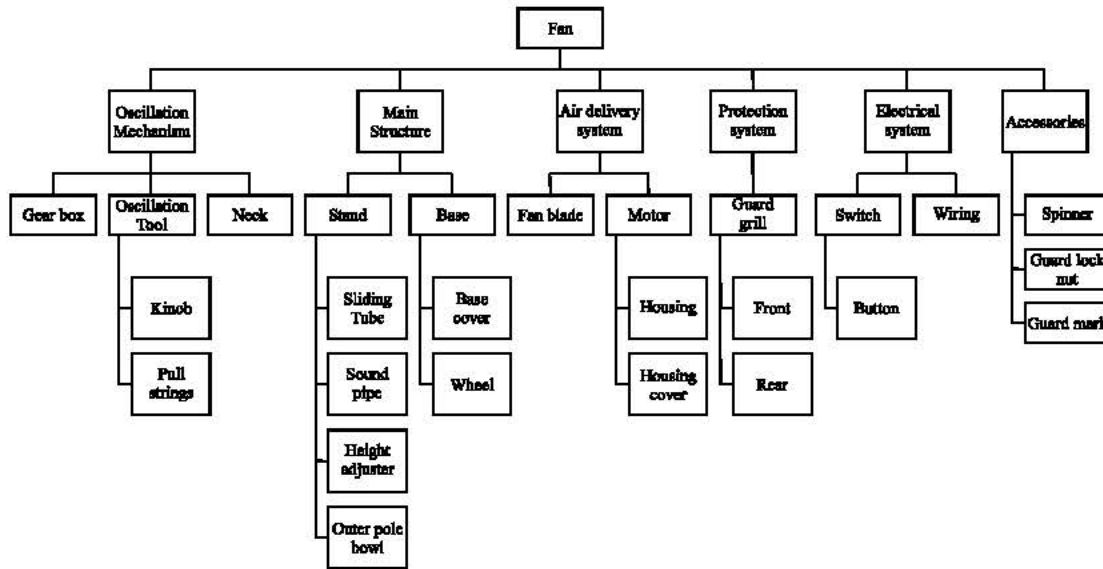 Fan
Oscillation
Mechanism
Main
Structure
Air delivery
system
Protection
system
Electrical
system
Accessories
Gear box
Oscillation
Tool
Neck
Stand
Base
Fan blade
Motor
Guard
grill
Switch
Wiring
Spinner
Kinob
Sliding
Tube
Base
cover
Housing
Front
Button
Guard lock
nut
Guard mark
Pull
strings
Sound
pipe
Wheel
Housing
cover
Rear
Height
adjuster
Outer pole
bowl